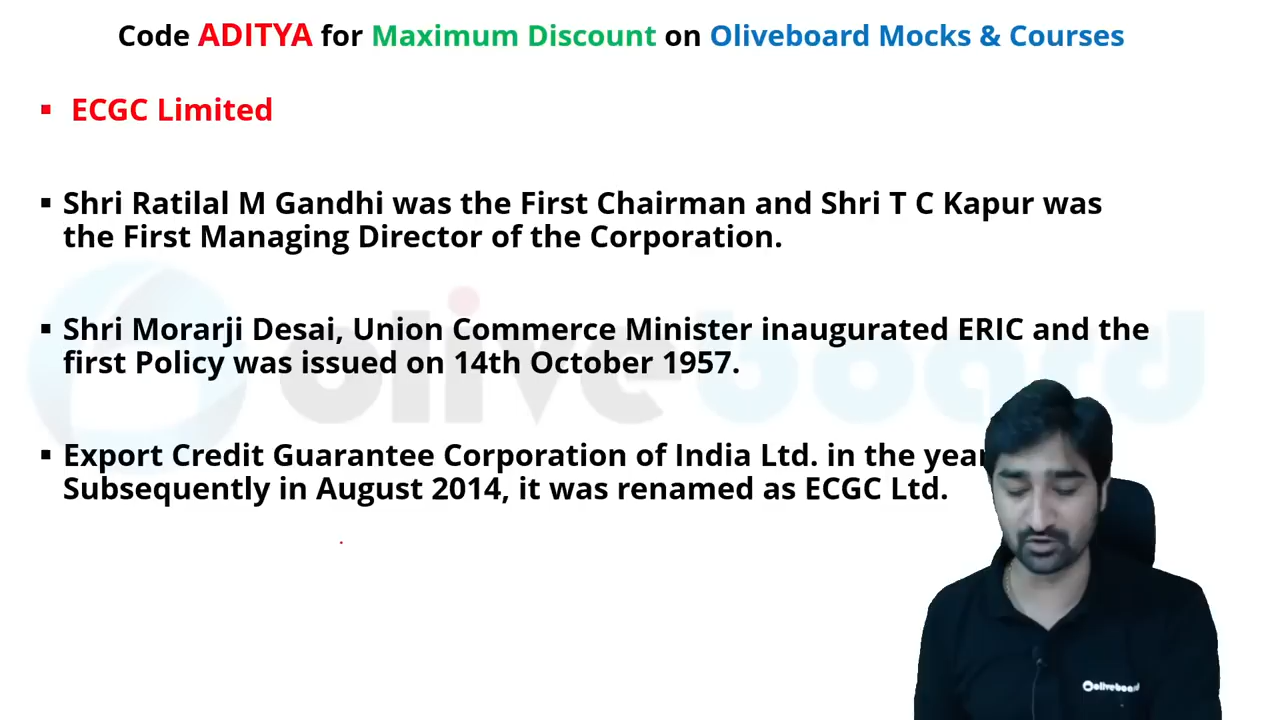 Code ADITYA for Maximum Discount on Oliveboard Mocks & Courses
▪ ECGC Limited
▪ Shri Ratilal M Gandhi was the First Chairman and Shri T C Kapur was
the First Managing Director of the Corporation.
▪ Shri Morarji Desai, Union Commerce Minister inaugurated ERIC and the
first Policy was issued on 14th October 1957.
▪ Export Credit Guarantee Corporation of India Ltd. in the year
Subsequently in August 2014, it was renamed as ECGC Ltd.
oliveboard
oliveboard